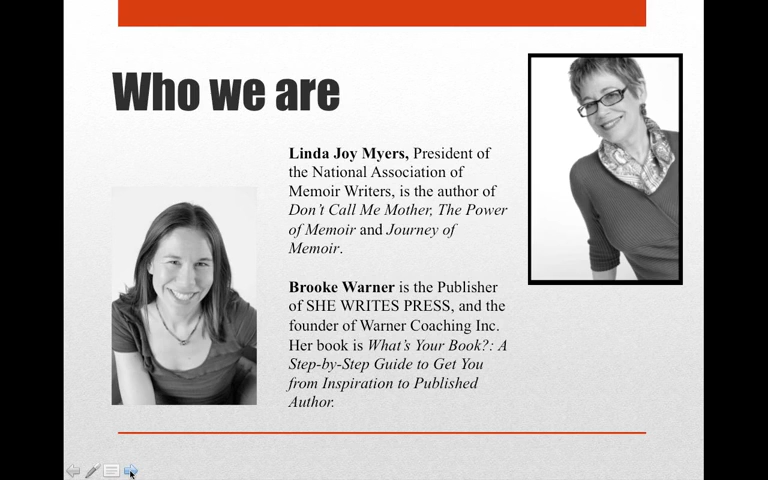 Who we are
Linda Joy Myers, President of
the National Association of
Memoir Writers, is the author of
Don't Call Me Mother, The Power
of Memoir and Journey of
Memoir.
Brooke Warner is the Publisher
of SHE WRITES PRESS, and the
founder of Warner Coaching Inc.
Her book is What's Your Book?: A
Step-by-Step Guide to Get You
from Inspiration to Published
Author.